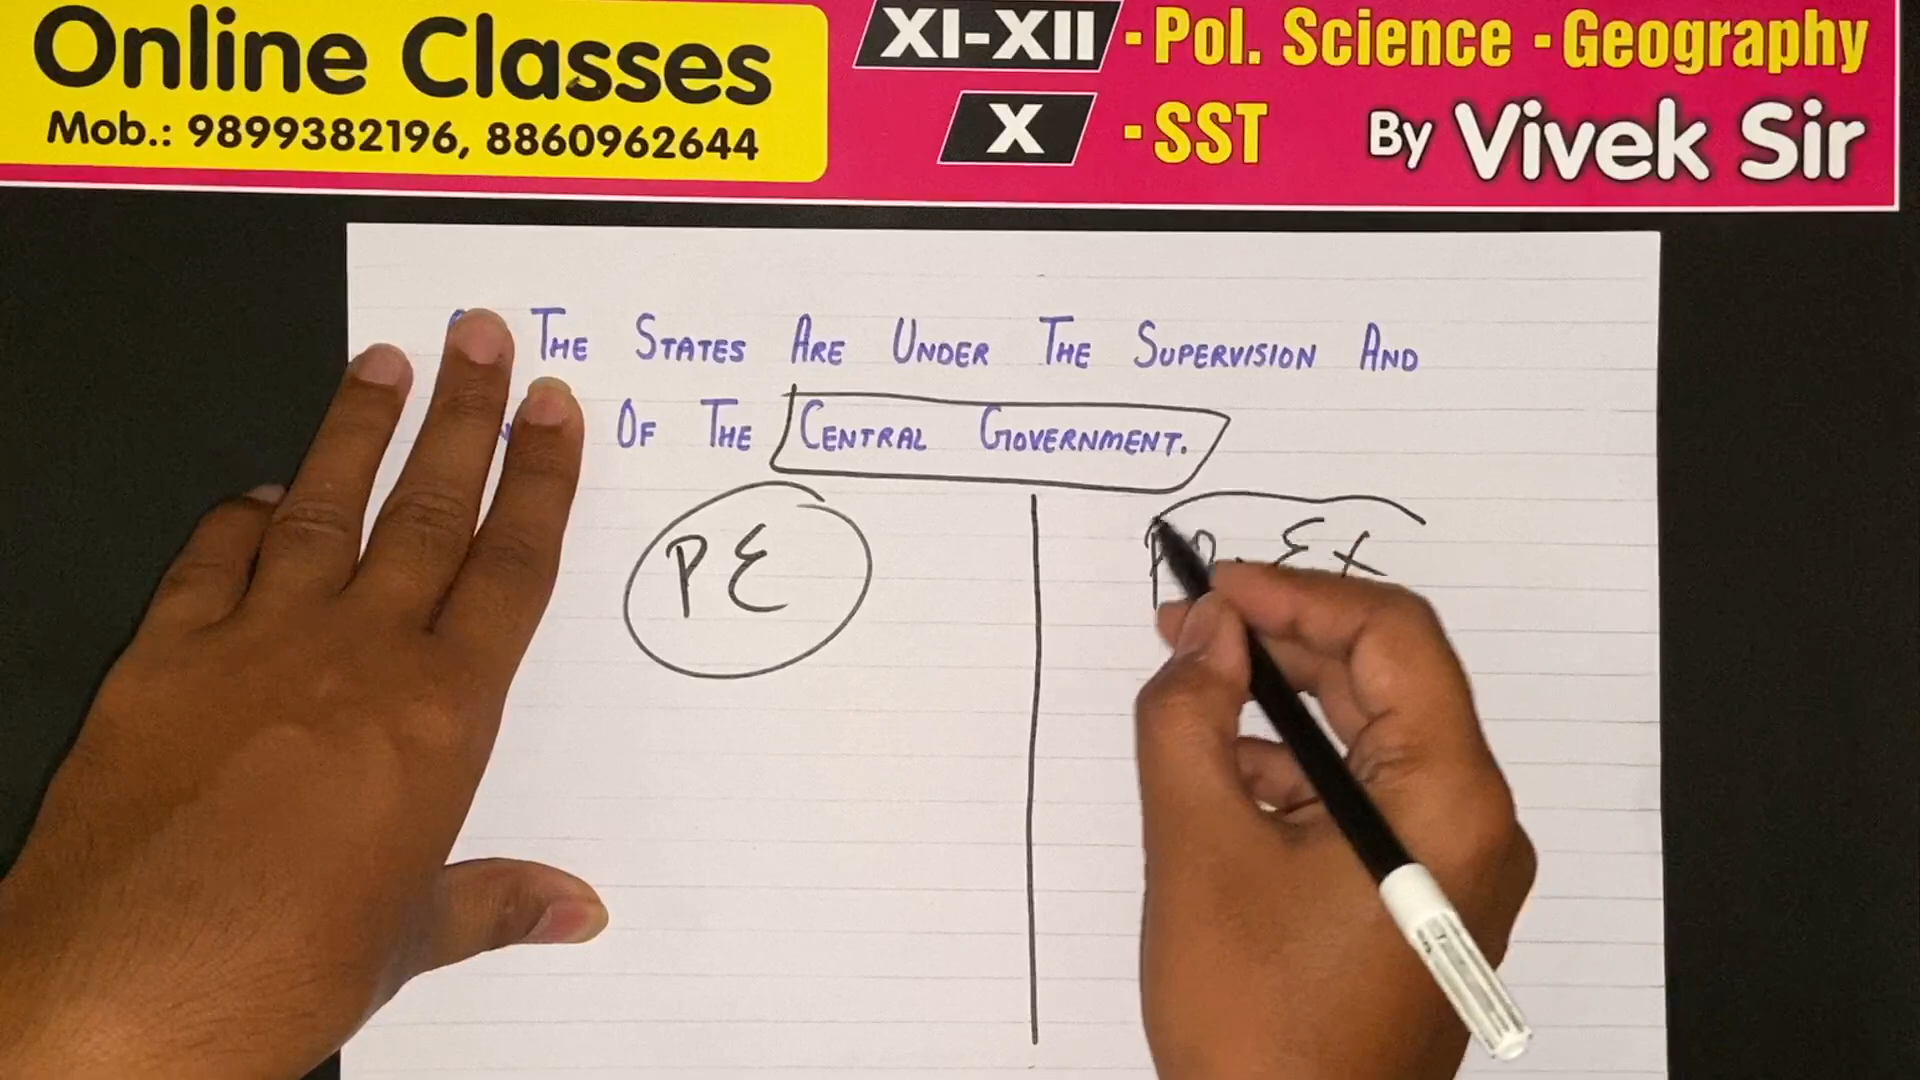 Online Classes
Mob.: 9899382196, 8860962644
XI-XII - Pol. Science - Geography
X - SST
By Vivek Sir
THE STATES ARE UNDER THE SUPERVISION AND
OF THE CENTRAL GOVERNMENT.
PE
Ex